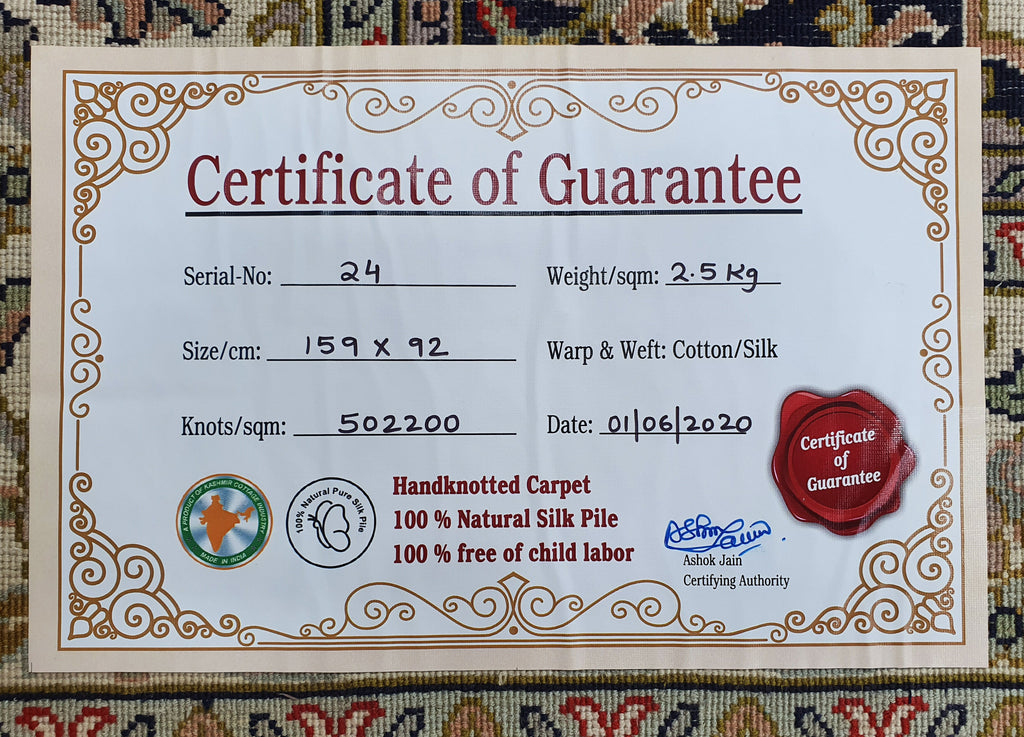 Certificate of Guarantee
Serial-No: 24
Weight/sqm: 2.5 Kg
Size/cm: 159 x 92
Warp & Weft: Cotton/Silk
Knots/sqm: 502200
Date: 01/06/2020
Certificate
of
Guarantee
A PRODUCT OF KASHMIR COTTAGE INDUSTRY
MADE IN INDIA
100% Natural Pure Silk Pile
Handknotted Carpet
100 % Natural Silk Pile
100 % free of child labor
Ashok Jain
Ashok Jain
Certifying Authority